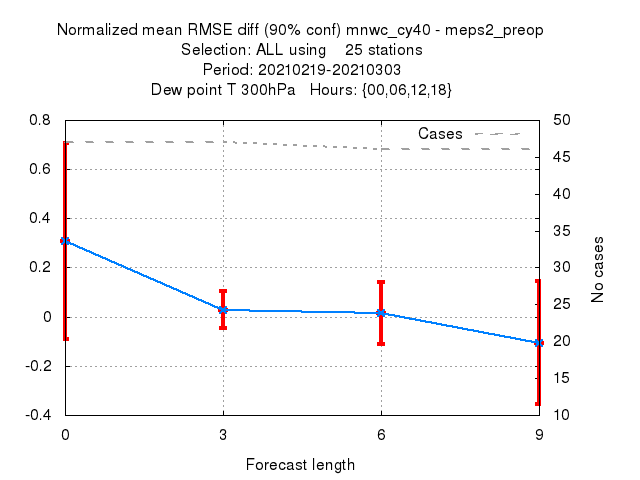 Normalized mean RMSE diff (90% conf) mnwc_cy40 - meps2_preop
Selection: ALL using    25 stations
Period: 20210219-20210303
Dew point T 300hPa   Hours: {00,06,12,18}
Cases
0.8
0.6
0.4
0.2
0
-0.2
-0.4
50
45
40
35
30
25
20
15
10
No cases
0 3 6 9
Forecast length